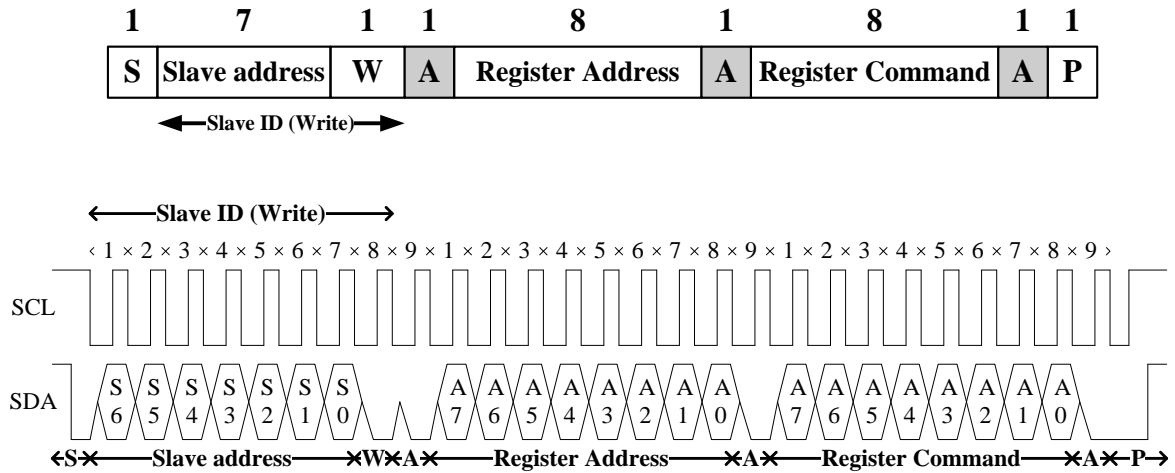 1 7 1 1 8 1 8 1 1
S Slave address W A Register Address A Register Command A P
Slave ID (Write)
Slave ID (Write)
1 2 3 4 5 6 7 8 9 1 2 3 4 5 6 7 8 9 1 2 3 4 5 6 7 8 9
SCL
SDA
S S S S S S S A A A A A A A A A A A A A A A A
6 5 4 3 2 1 0 7 6 5 4 3 2 1 0 7 6 5 4 3 2 1 0
S Slave address W A Register Address A Register Command A P